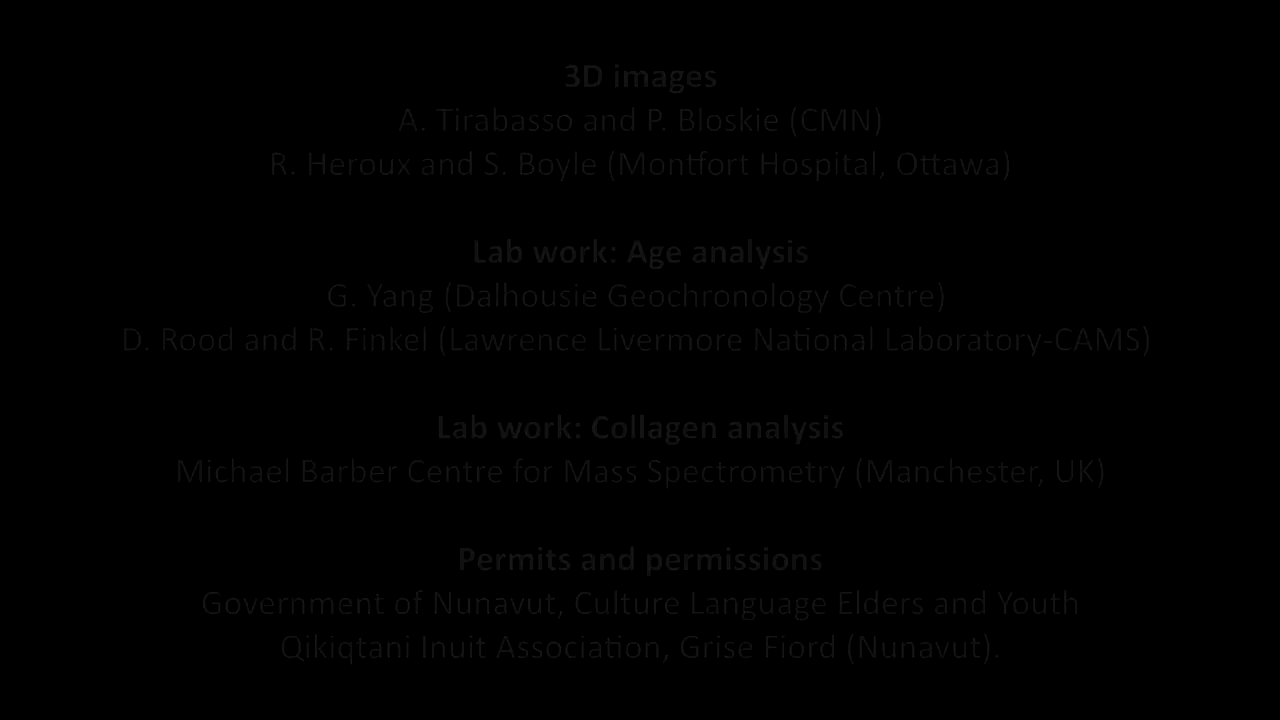 3D images
A. Tirabasso and P. Bloskie (CMN)
R. Heroux and S. Boyle (Montfort Hospital, Ottawa)
Lab work: Age analysis
G. Yang (Dalhousie Geochronology Centre)
D. Rood and R. Finkel (Lawrence Livermore National Laboratory-CAMS)
Lab work: Collagen analysis
Michael Barber Centre for Mass Spectrometry (Manchester, UK)
Permits and permissions
Government of Nunavut, Culture Language Elders and Youth
Qikiqtani Inuit Association, Grise Fiord (Nunavut).